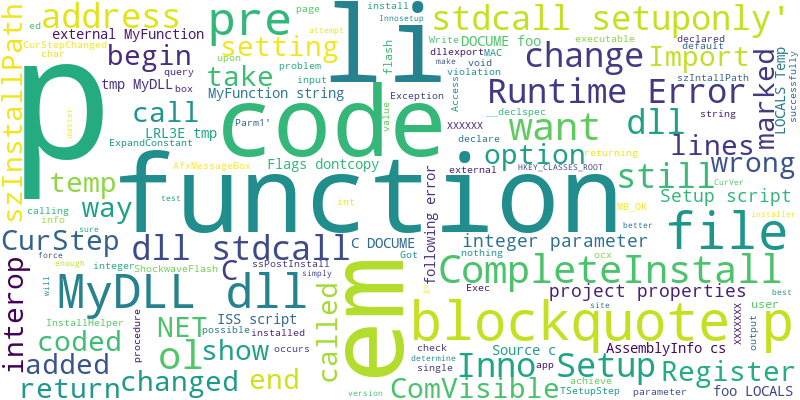 p
li
function
code
em
blockquote p
file
MyDLL dll
CompleteInstall
pre
address
stdcall setuponly'
setting
external MyFunction
begin
take
change
Import
Runtime Error
marked
want
dll
lines
option
wrong
still
Setup script
call
temp
way
szInstallPath
CurStepChanged
char
tmp MyDLL
query
box
MyFunction string
LRL3E tmp
Parm1'
ExpandConstant
AfxMessageBox
Flags dontcopy
page
install
Innosetup
attempt
upon
problem
input
flash
value
Write
DOCUME foo
dllexport
MAC
make
void
violation
Access
Exception
__declspec
XXXXXX
declare
executable
declared
default
szIntallPath
string
LOCALS Temp
successfully
returning
HKEY_CLASSES_ROOT
CurVer
external
MB_OK
better
installer
CurStep
dll stdcall
C DOCUME
C
integer parameter
following error
nothing
Got
int
test
calling
info
sure
force
enough
will
integer
ShockwaveFlash
ssPostInstall
simply
interop
InstallHelper
NET
possible
ISS script
installed
coded
ol
show
occurs
procedure
added
return
changed
end
called
version
check
determine
single
Exec
ocx
project properties
site
XXXXXXX
user
output
best
Inno Setup
Source c
app
AssemblyInfo cs
achieve
TSetupStep
parameter
ComVisible
Register
foo LOCALS
ed
matter